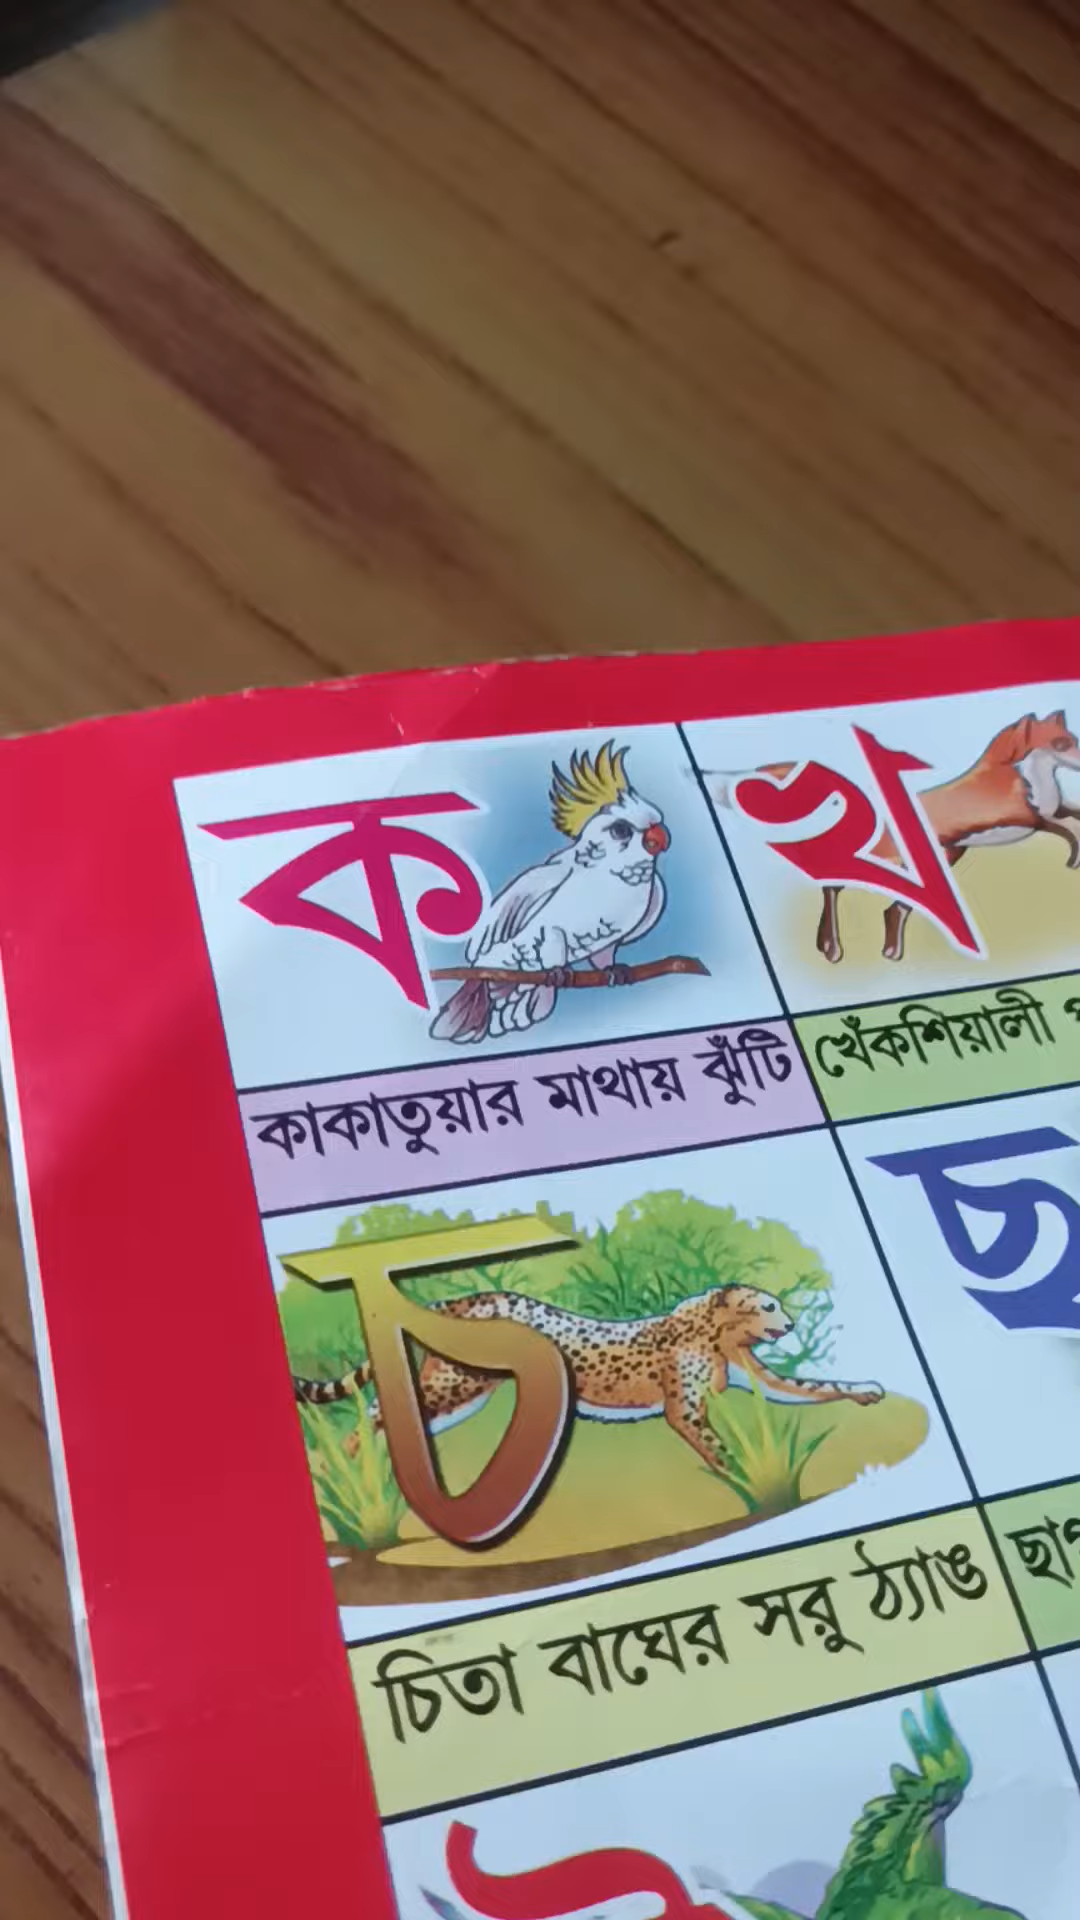 ক খ
কাকাতুয়ার মাথায় ঝুঁটি খেঁকশিয়ালী
চ ছ
চিতা বাঘের সরু ঠ্যাঙ